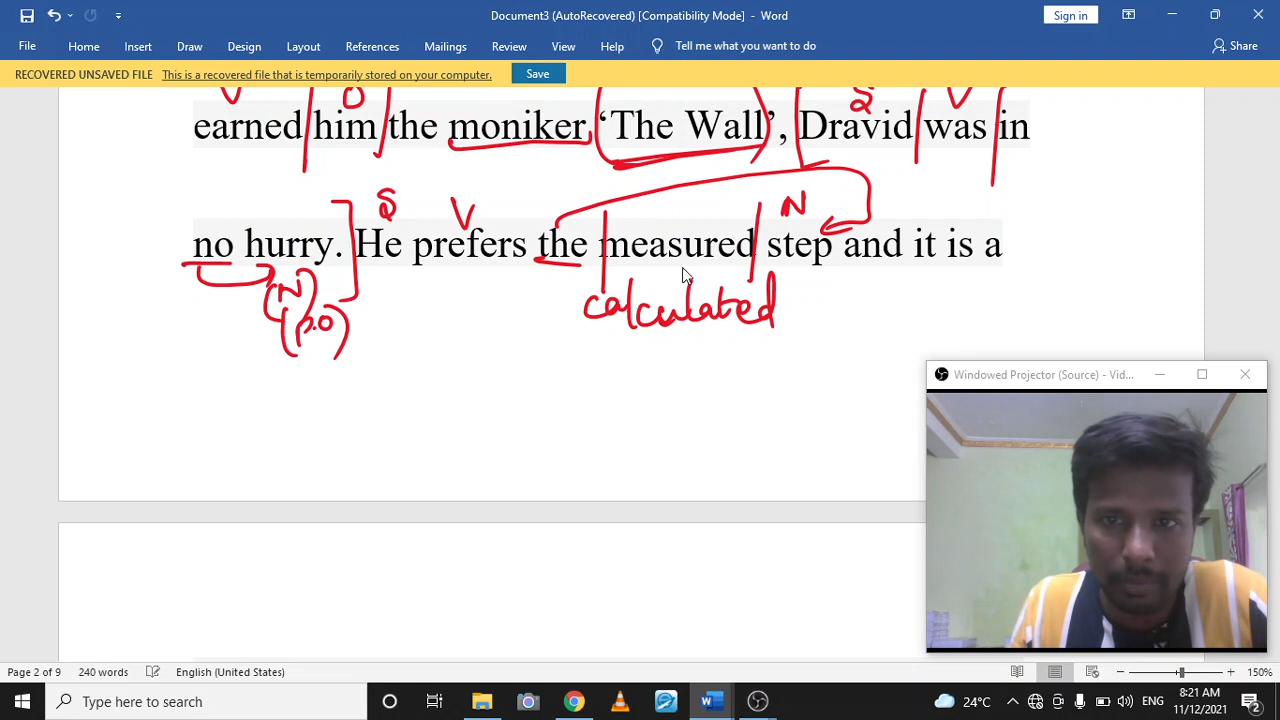 Document3 (AutoRecovered) [Compatibility Mode] - Word
Sign in
File Home Insert Draw Design Layout References Mailings Review View Help Tell me what you want to do Share
RECOVERED UNSAVED FILE This is a recovered file that is temporarily stored on your computer. Save
V O S V
earned him the moniker, ‘The Wall’, Dravid was in
S V N
no hurry. He prefers the measured step and it is a
(N) calculated
(p.o)
Windowed Projector (Source) - Vid...
Page 2 of 9 240 words English (United States) 150%
Type here to search 24°C ENG 8:21 AM
11/12/2021 2